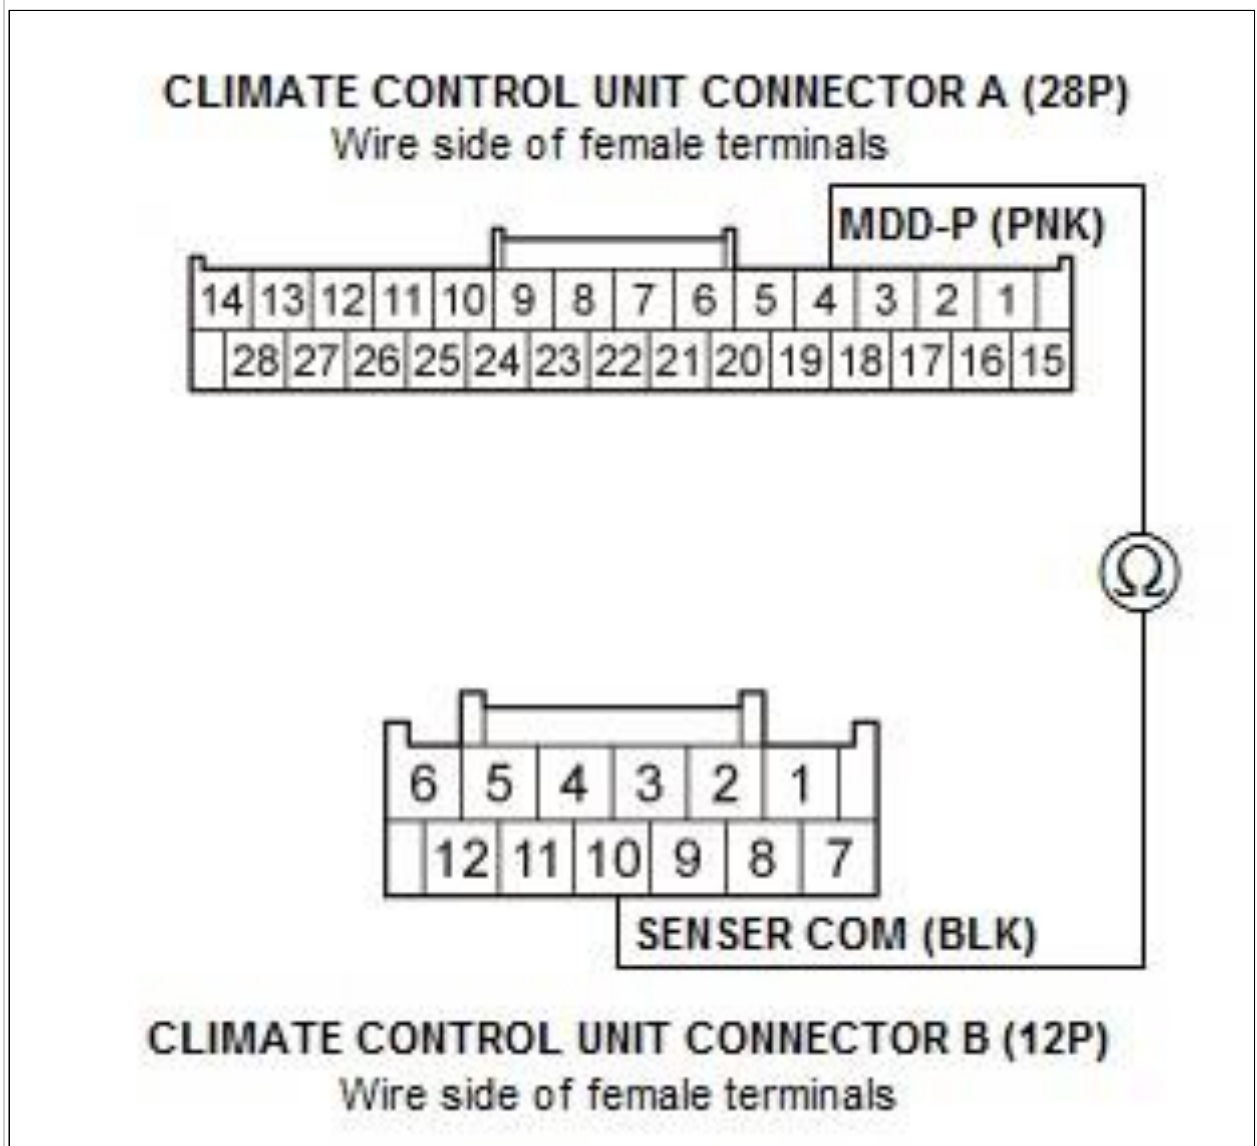 CLIMATE CONTROL UNIT CONNECTOR A (28P)
Wire side of female terminals
MDD-P (PNK)
14 13 12 11 10 9 8 7 6 5 4 3 2 1
28 27 26 25 24 23 22 21 20 19 18 17 16 15
Ω
6 5 4 3 2 1
12 11 10 9 8 7
SENSER COM (BLK)
CLIMATE CONTROL UNIT CONNECTOR B (12P)
Wire side of female terminals